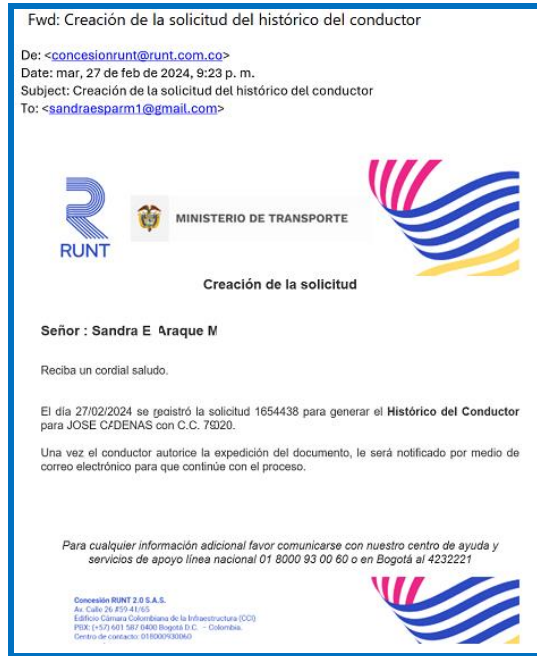 Fwd: Creación de la solicitud del histórico del conductor
De: <concesionrunt@runt.com.co>
Date: mar, 27 de feb de 2024, 9:23 p. m.
Subject: Creación de la solicitud del histórico del conductor
To: <sandraesparm1@gmail.com>
RUNT
MINISTERIO DE TRANSPORTE
Creación de la solicitud
Señor : Sandra E Araque M
Reciba un cordial saludo.
El día 27/02/2024 se registró la solicitud 1654438 para generar el Histórico del Conductor
para JOSE CADENAS con C.C.
Una vez el conductor autorice la expedición del documento, le será notificado por medio de
correo electrónico para que continúe con el proceso.
Para cualquier información adicional favor comunicarse con nuestro centro de ayuda y
servicios de apoyo línea nacional 01 8000 93 00 60 o en Bogotá al 4232221
Concesión RUNT 2.0 S.A.S.
Av. Calle 26 #59-41/65
Edificio Cámara Colombiana de la Infraestructura (CCI)
PBX: (+57) 601 587 0400 Bogotá D.C. – Colombia.
Centro de contacto: 018000930060